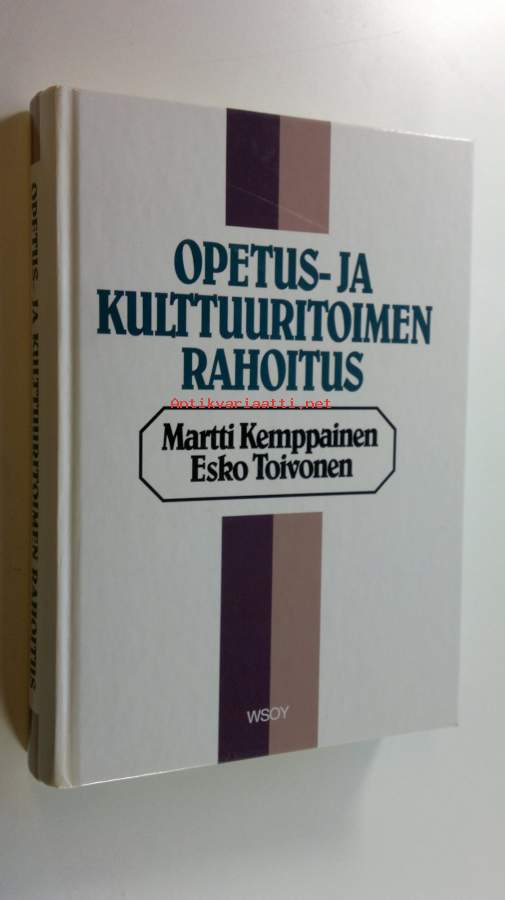 OPETUS- JA
KULTTUURITOIMEN
RAHOITUS
Antikvariaatti.net
Martti Kemppainen
Esko Toivonen
WSOY
OPETUS- JA KULTTUURITOIMEN RAHOITUS